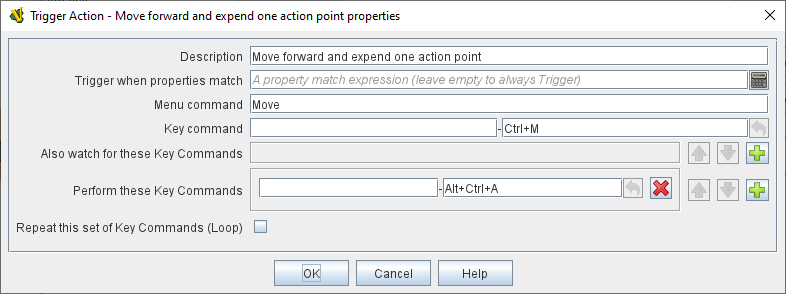 Trigger Action - Move forward and expend one action point properties
Description Move forward and expend one action point
Trigger when properties match A property match expression (leave empty to always Trigger)
Menu command Move
Key command - Ctrl+M
Also watch for these Key Commands
Perform these Key Commands - Alt+Ctrl+A
Repeat this set of Key Commands (Loop)
OK Cancel Help